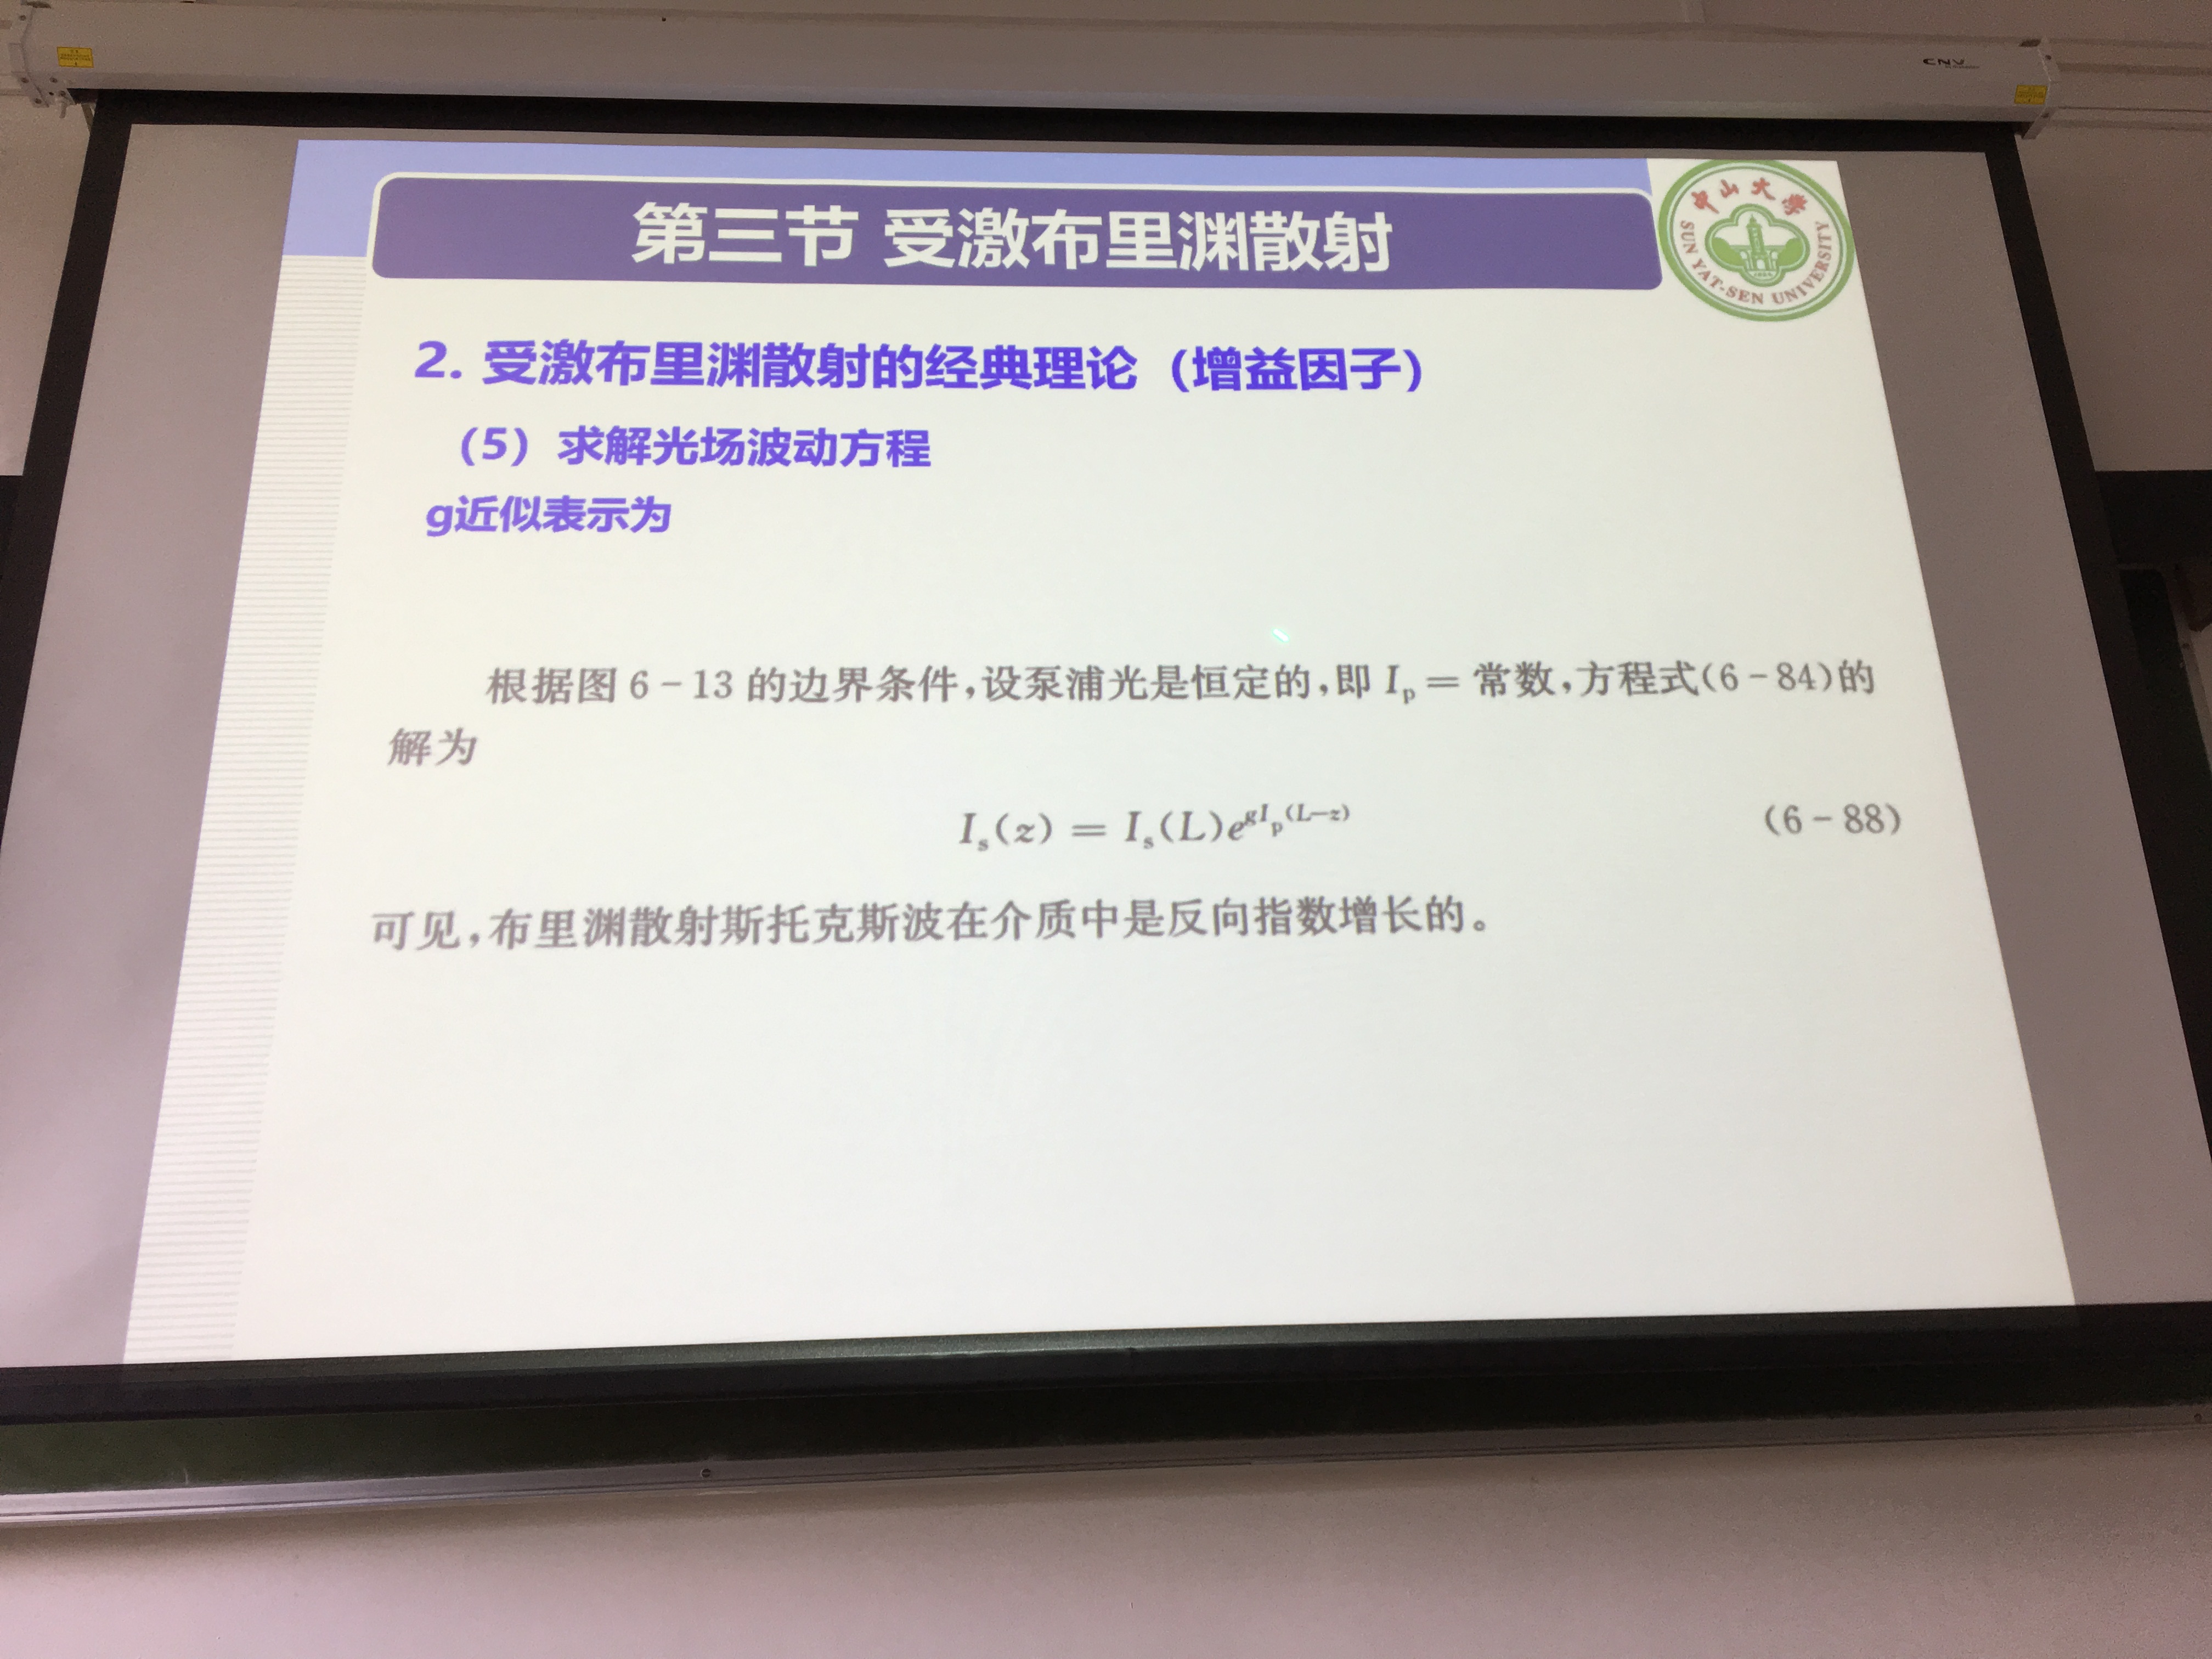 CNV
第三节 受激布里渊散射
中山大学
SUN YAT-SEN UNIVERSITY
2. 受激布里渊散射的经典理论（增益因子）
（5）求解光场波动方程
g近似表示为
根据图 6－13 的边界条件,设泵浦光是恒定的,即 I_p = 常数,方程式(6－84)的
解为
I_s(z) = I_s(L)e^{gI_p(L−z)} (6－88)
可见,布里渊散射斯托克斯波在介质中是反向指数增长的。